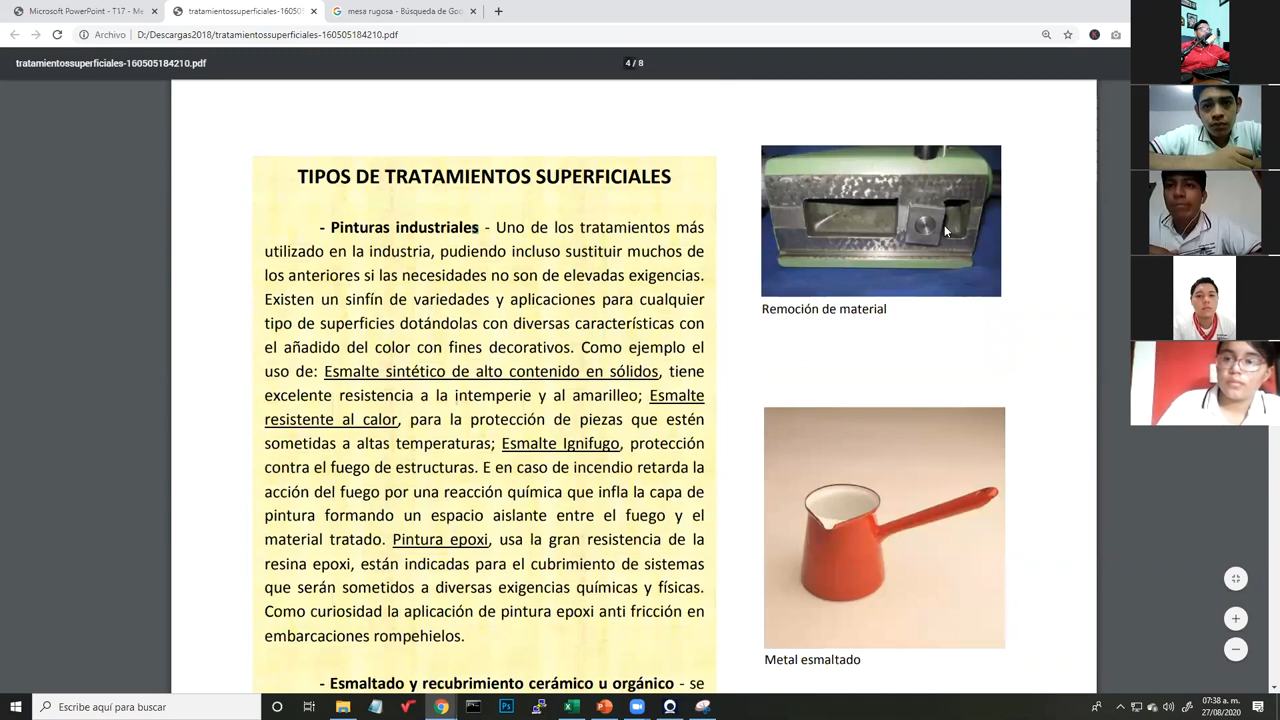 Microsoft PowerPoint - T17 - Me
tratamientossuperficiales-160505
mesa rugosa - Búsqueda de Goo
Archivo | D:/Descargas2018/tratamientossuperficiales-160505184210.pdf
tratamientossuperficiales-160505184210.pdf
4 / 8
TIPOS DE TRATAMIENTOS SUPERFICIALES
- Pinturas industriales - Uno de los tratamientos más
utilizado en la industria, pudiendo incluso sustituir muchos de
los anteriores si las necesidades no son de elevadas exigencias.
Existen un sinfín de variedades y aplicaciones para cualquier
tipo de superficies dotándolas con diversas características con
el añadido del color con fines decorativos. Como ejemplo el
uso de: Esmalte sintético de alto contenido en sólidos, tiene
excelente resistencia a la intemperie y al amarilleo; Esmalte
resistente al calor, para la protección de piezas que estén
sometidas a altas temperaturas; Esmalte Ignifugo, protección
contra el fuego de estructuras. E en caso de incendio retarda la
acción del fuego por una reacción química que infla la capa de
pintura formando un espacio aislante entre el fuego y el
material tratado. Pintura epoxi, usa la gran resistencia de la
resina epoxi, están indicadas para el cubrimiento de sistemas
que serán sometidos a diversas exigencias químicas y físicas.
Como curiosidad la aplicación de pintura epoxi anti fricción en
embarcaciones rompehielos.
- Esmaltado y recubrimiento cerámico u orgánico - se
Remoción de material
Metal esmaltado
Escribe aquí para buscar
07:38 a. m.
27/08/2020